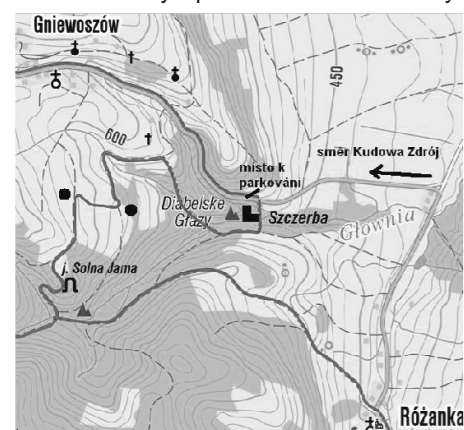 Gniewoszów
600
450
místo k
parkování
směr Kudowa Zdrój
Diabelske
Głazy
Szczerba
Głownia
j. Solna Jama
Różanka